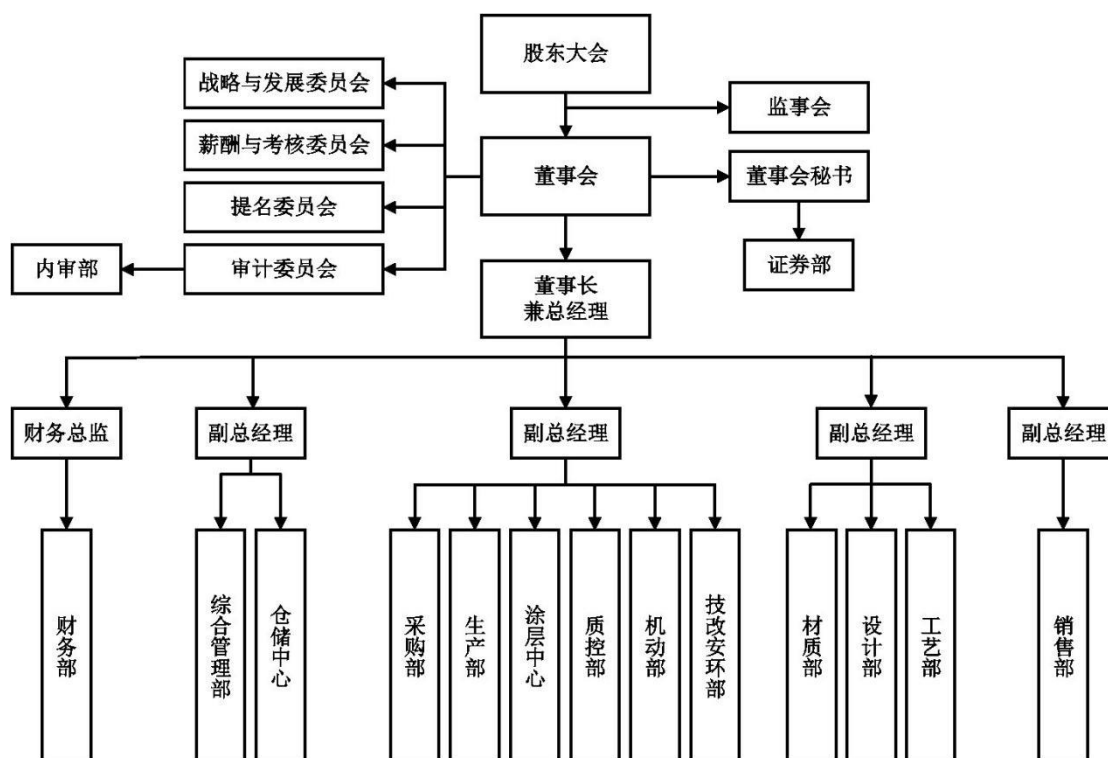 股东大会
战略与发展委员会
监事会
薪酬与考核委员会
董事会
董事会秘书
提名委员会
内审部
审计委员会
证券部
董事长
兼总经理
财务总监
副总经理
副总经理
副总经理
副总经理
财务部
综合管理部
仓储中心
采购部
生产部
涂层中心
质控部
机动部
技改安环部
材质部
设计部
工艺部
销售部